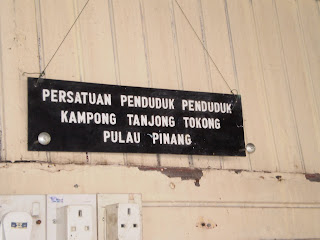 PERSATUAN PENDUDUK PENDUDUK
KAMPONG TANJONG TOKONG
PULAU PINANG